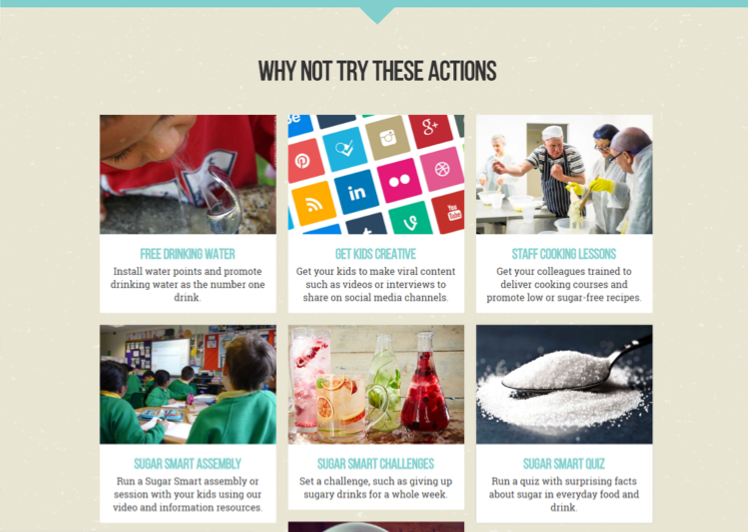 WHY NOT TRY THESE ACTIONS
g+
in
You
Tube
FREE DRINKING WATER
Install water points and promote
drinking water as the number one
drink.
GET KIDS CREATIVE
Get your kids to make viral content
such as videos or interviews to
share on social media channels.
STAFF COOKING LESSONS
Get your colleagues trained to
deliver cooking courses and
promote low or sugar-free recipes.
SUGAR SMART ASSEMBLY
Run a Sugar Smart assembly or
session with your kids using our
video and information resources.
SUGAR SMART CHALLENGES
Set a challenge, such as giving up
sugary drinks for a whole week.
SUGAR SMART QUIZ
Run a quiz with surprising facts
about sugar in everyday food and
drink.